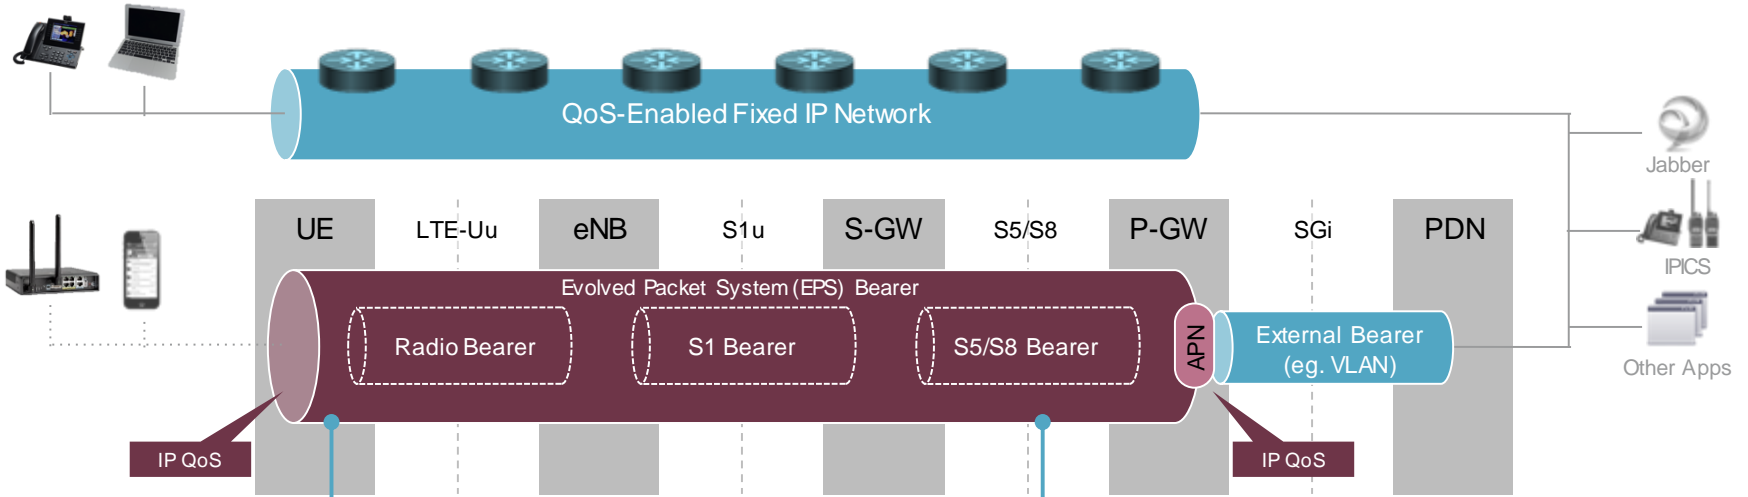 QoS-Enabled Fixed IP Network
Jabber
IPICS
Other Apps
UE
LTE-Uu
eNB
S1u
S-GW
S5/S8
P-GW
SGi
PDN
Evolved Packet System (EPS) Bearer
Radio Bearer
S1 Bearer
S5/S8 Bearer
APN
External Bearer
(eg. VLAN)
IP QoS
IP QoS